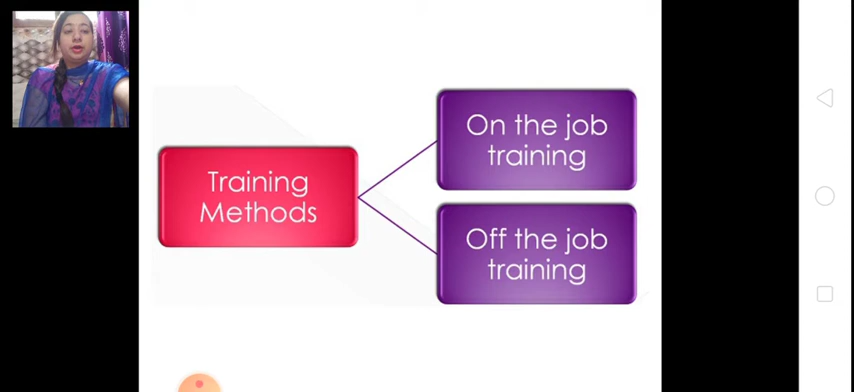 Training
Methods
On the job
training
Off the job
training